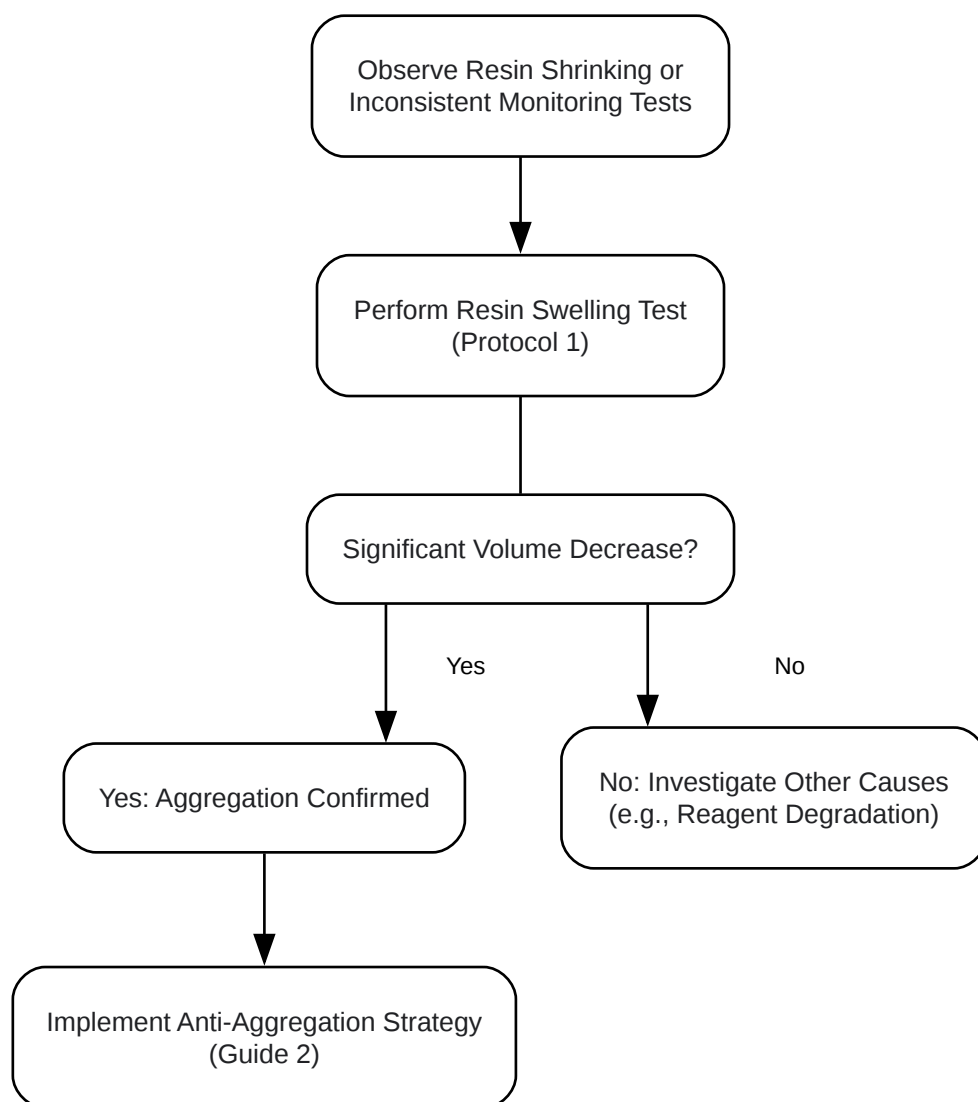 Observe Resin Shrinking or
Inconsistent Monitoring Tests
Perform Resin Swelling Test
(Protocol 1)
Significant Volume Decrease?
Yes
No
Yes: Aggregation Confirmed
No: Investigate Other Causes
(e.g., Reagent Degradation)
Implement Anti-Aggregation Strategy
(Guide 2)